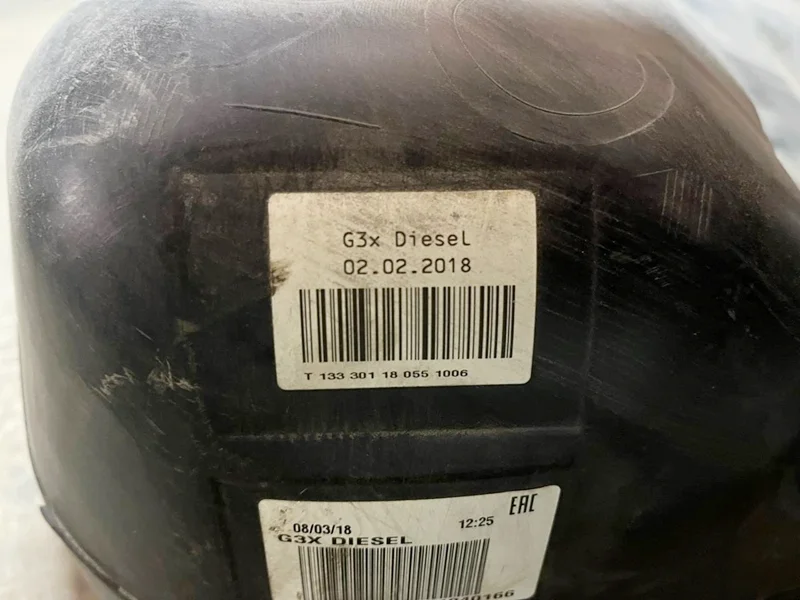 G3x Diesel
02.02.2018
T 133 301 18 055 1006
EAC
08/03/18 12:25
G3X DIESEL